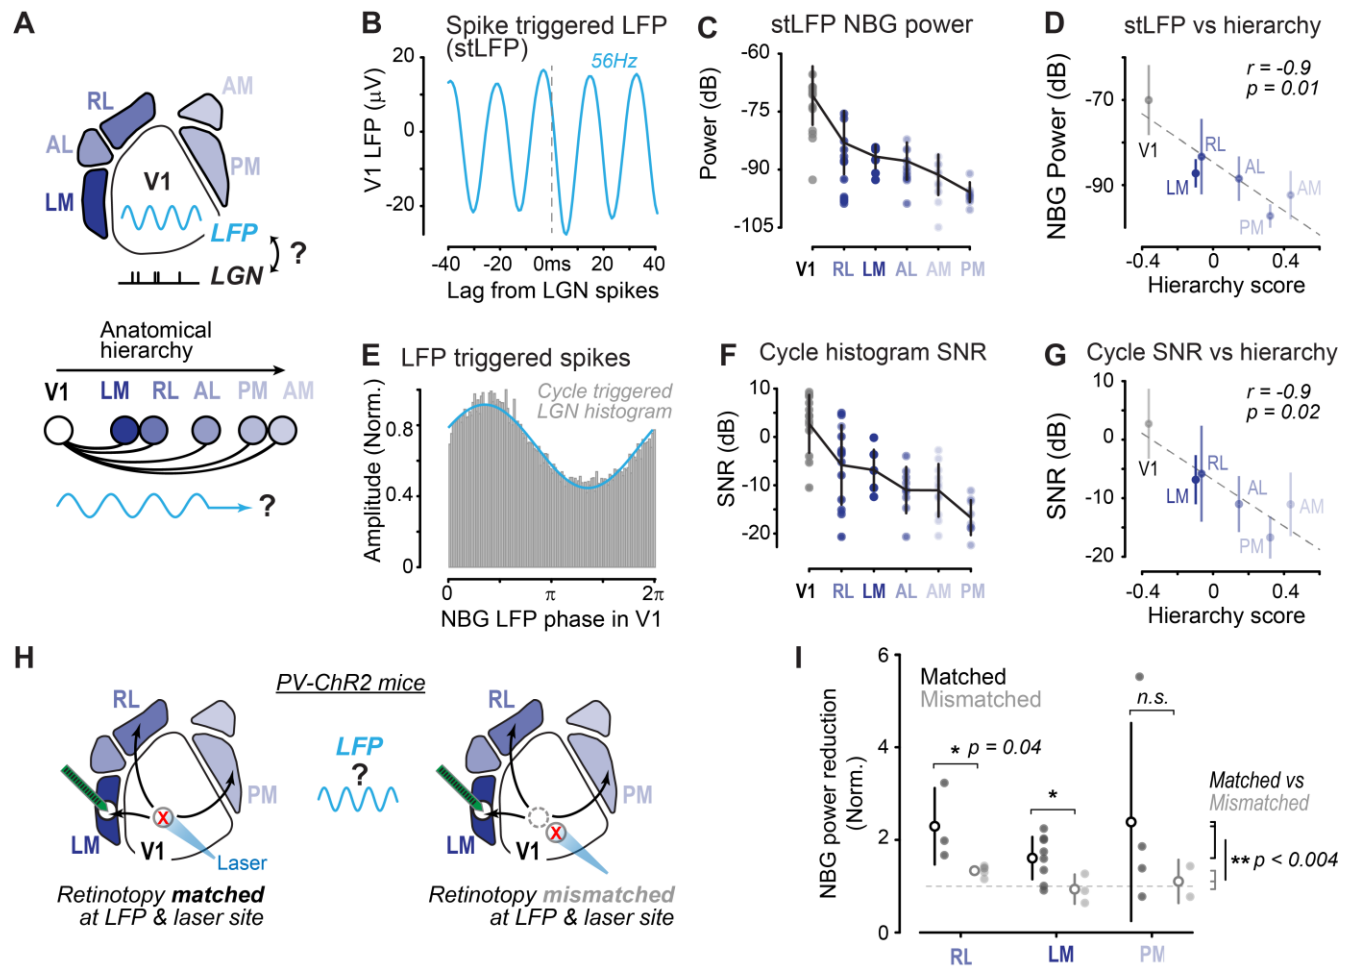 A
RL
AM
AL
V1
PM
LM
LFP
?
LGN
Anatomical
hierarchy
V1 LM RL AL PM AM
?
B
Spike triggered LFP
(stLFP)
56Hz
V1 LFP (μV)
20
0
-20
-40 -20 0ms 20 40
Lag from LGN spikes
C
stLFP NBG power
Power (dB)
-60
-75
-90
-105
V1 RL LM AL AM PM
D
stLFP vs hierarchy
r = -0.9
p = 0.01
NBG Power (dB)
-70
-90
V1
RL
LM
AL
AM
PM
-0.4 0 0.4
Hierarchy score
E
LFP triggered spikes
Cycle triggered
LGN histogram
Amplitude (Norm.)
0.8
0.4
0
0 π 2π
NBG LFP phase in V1
F
Cycle histogram SNR
SNR (dB)
10
0
-10
-20
V1 RL LM AL AM PM
G
Cycle SNR vs hierarchy
r = -0.9
p = 0.02
SNR (dB)
10
0
-10
-20
V1
RL
LM
AL
AM
PM
-0.4 0 0.4
Hierarchy score
H
PV-ChR2 mice
RL
PM
LM
V1
X
Laser
Retinotopy matched
at LFP & laser site
LFP
?
RL
PM
LM
V1
X
Retinotopy mismatched
at LFP & laser site
I
Matched
Mismatched
NBG power reduction
(Norm.)
6
4
2
0
* p = 0.04
*
n.s.
Matched vs
Mismatched
** p < 0.004
RL LM PM